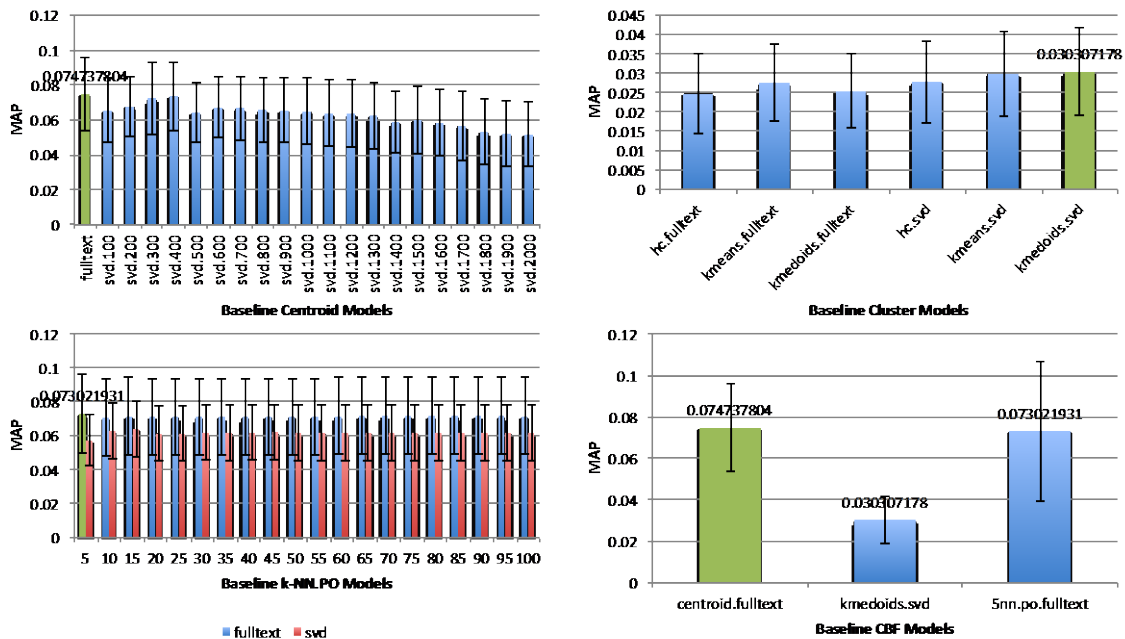 0.12
0.1
0.08
0.06
0.04
0.02
0
MAP
0.074737804
fulltext
svd.100
svd.200
svd.300
svd.400
svd.500
svd.600
svd.700
svd.800
svd.900
svd.1000
svd.1100
svd.1200
svd.1300
svd.1400
svd.1500
svd.1600
svd.1700
svd.1800
svd.1900
svd.2000
Baseline Centroid Models
0.045
0.04
0.035
0.03
0.025
0.02
0.015
0.01
0.005
0
MAP
0.030307178
hc.fulltext
kmeans.fulltext
kmedoids.fulltext
hc.svd
kmeans.svd
kmedoids.svd
Baseline Cluster Models
0.12
0.1
0.08
0.06
0.04
0.02
0
MAP
0.073021931
5 10 15 20 25 30 35 40 45 50 55 60 65 70 75 80 85 90 95 100
Baseline k-NN.PO Models
fulltext svd
0.12
0.1
0.08
0.06
0.04
0.02
0
MAP
0.074737804
0.030307178
0.073021931
centroid.fulltext kmedoids.svd 5nn.po.fulltext
Baseline CBF Models